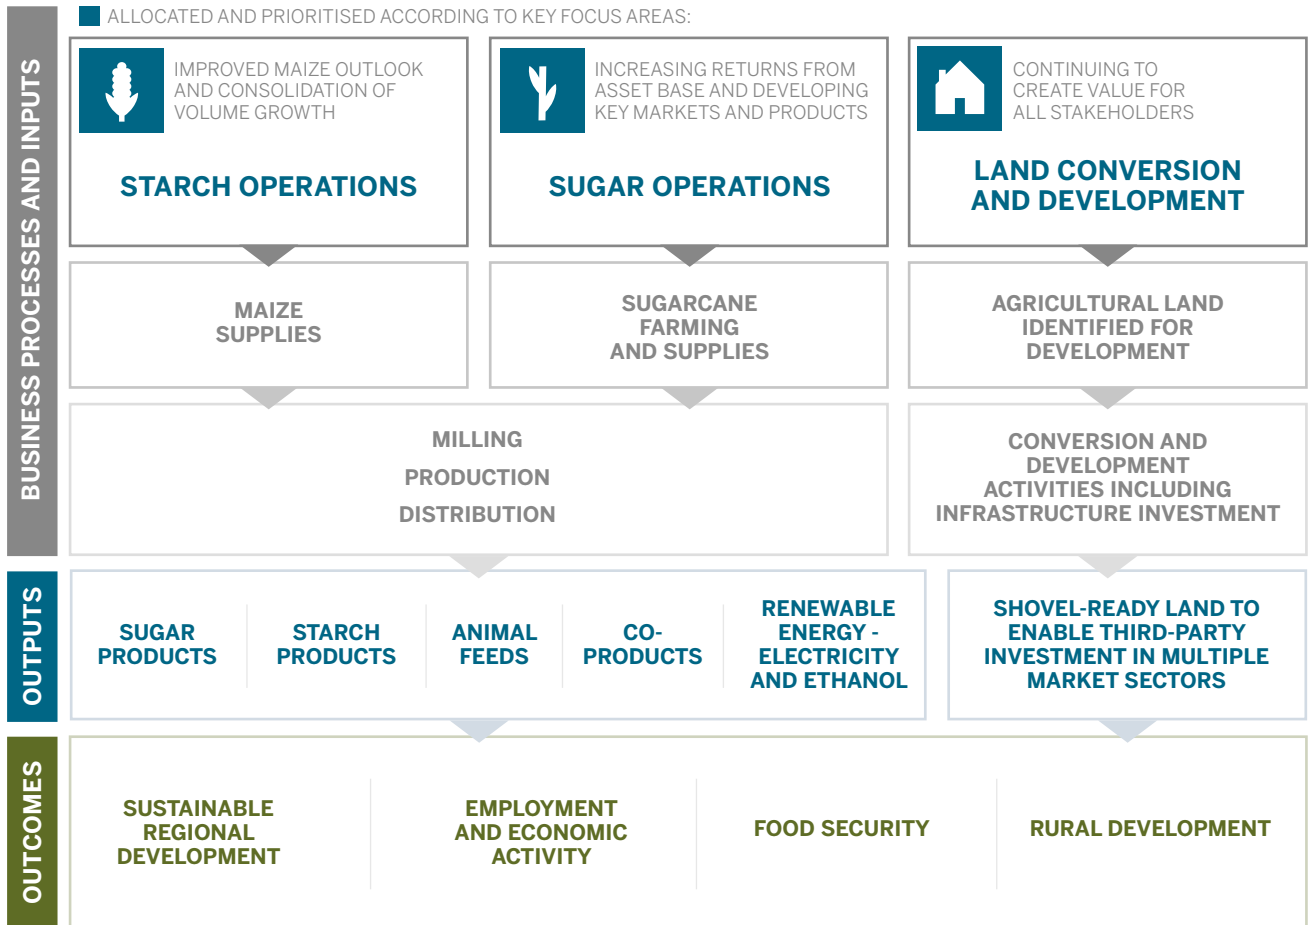 ALLOCATED AND PRIORITISED ACCORDING TO KEY FOCUS AREAS:
BUSINESS PROCESSES AND INPUTS
IMPROVED MAIZE OUTLOOK
AND CONSOLIDATION OF
VOLUME GROWTH
STARCH OPERATIONS
INCREASING RETURNS FROM
ASSET BASE AND DEVELOPING
KEY MARKETS AND PRODUCTS
SUGAR OPERATIONS
CONTINUING TO
CREATE VALUE FOR
ALL STAKEHOLDERS
LAND CONVERSION
AND DEVELOPMENT
MAIZE
SUPPLIES
SUGARCANE
FARMING
AND SUPPLIES
AGRICULTURAL LAND
IDENTIFIED FOR
DEVELOPMENT
MILLING
PRODUCTION
DISTRIBUTION
CONVERSION AND
DEVELOPMENT
ACTIVITIES INCLUDING
INFRASTRUCTURE INVESTMENT
OUTPUTS
SUGAR
PRODUCTS
STARCH
PRODUCTS
ANIMAL
FEEDS
CO-
PRODUCTS
RENEWABLE
ENERGY -
ELECTRICITY
AND ETHANOL
SHOVEL-READY LAND TO
ENABLE THIRD-PARTY
INVESTMENT IN MULTIPLE
MARKET SECTORS
OUTCOMES
SUSTAINABLE
REGIONAL
DEVELOPMENT
EMPLOYMENT
AND ECONOMIC
ACTIVITY
FOOD SECURITY
RURAL DEVELOPMENT